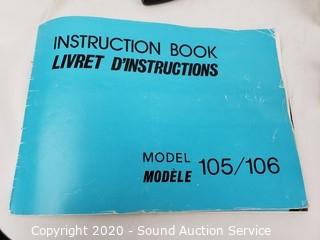 INSTRUCTION BOOK
LIVRET D'INSTRUCTIONS
MODEL 105/106
MODÈLE
Copyright 2020 - Sound Auction Service